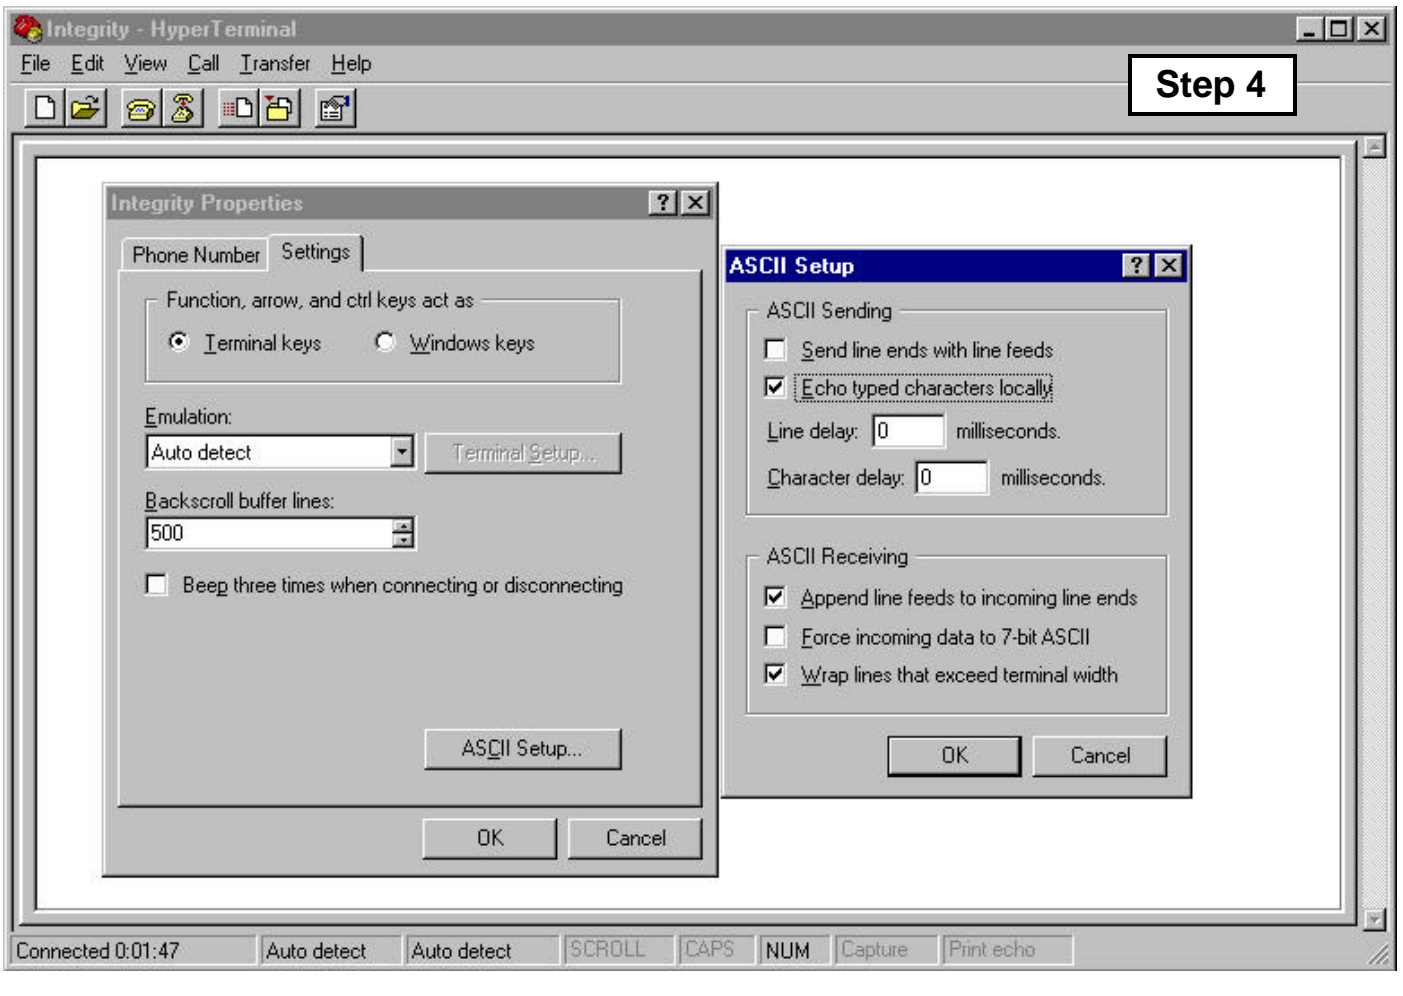 Integrity - HyperTerminal
File Edit View Call Transfer Help
Step 4
Integrity Properties
Phone Number Settings
Function, arrow, and ctrl keys act as
Terminal keys Windows keys
Emulation:
Auto detect Terminal Setup...
Backscroll buffer lines:
500
Beep three times when connecting or disconnecting
ASCII Setup...
OK Cancel
ASCII Setup
ASCII Sending
Send line ends with line feeds
Echo typed characters locally
Line delay: 0 milliseconds.
Character delay: 0 milliseconds.
ASCII Receiving
Append line feeds to incoming line ends
Force incoming data to 7-bit ASCII
Wrap lines that exceed terminal width
OK Cancel
Connected 0:01:47 Auto detect Auto detect SCROLL CAPS NUM Capture Print echo